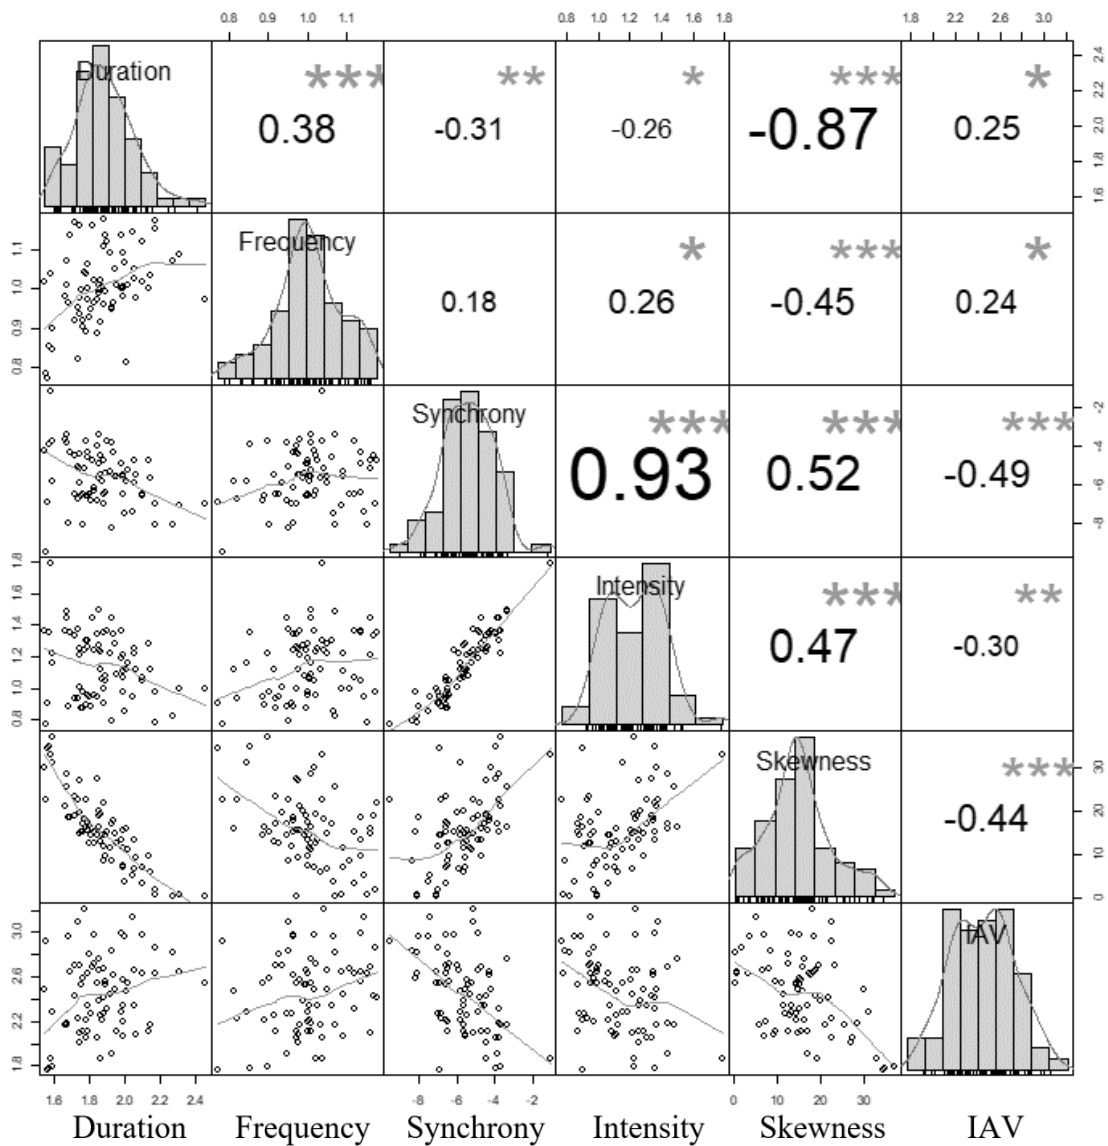 0.8 0.9 1.0 1.1 0.8 1.0 1.2 1.4 1.6 1.8 1.8 2.2 2.6 3.0
Duration *** ** * *** *
0.38 -0.31 -0.26 -0.87 0.25
1.6 1.8 2.0 2.2 2.4
Frequency * *** *
0.18 0.26 -0.45 0.24
0.8 0.9 1.0 1.1
Synchrony *** *** ***
0.93 0.52 -0.49
-8 -6 -4 -2
Intensity *** **
0.47 -0.30
0.8 1.0 1.2 1.4 1.6 1.8
Skewness ***
-0.44
0 10 20 30
IAV
1.8 2.2 2.6 3.0
1.6 1.8 2.0 2.2 2.4 -8 -6 -4 -2 0 10 20 30
Duration Frequency Synchrony Intensity Skewness IAV